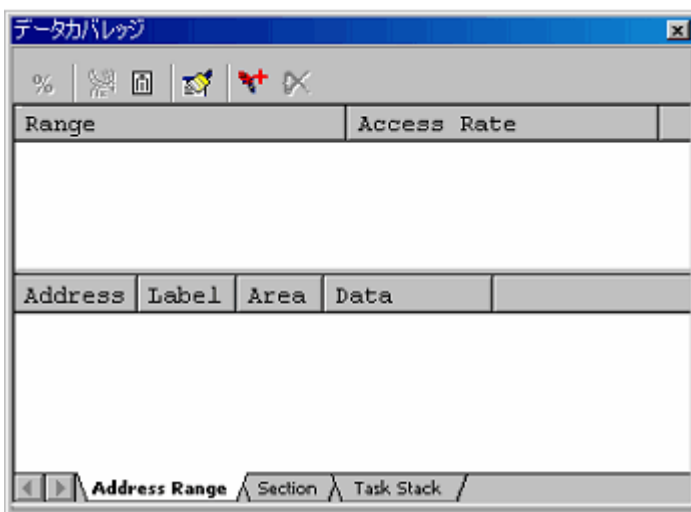 データカバレッジ
%
Range Access Rate
Address Label Area Data
Address Range Section Task Stack